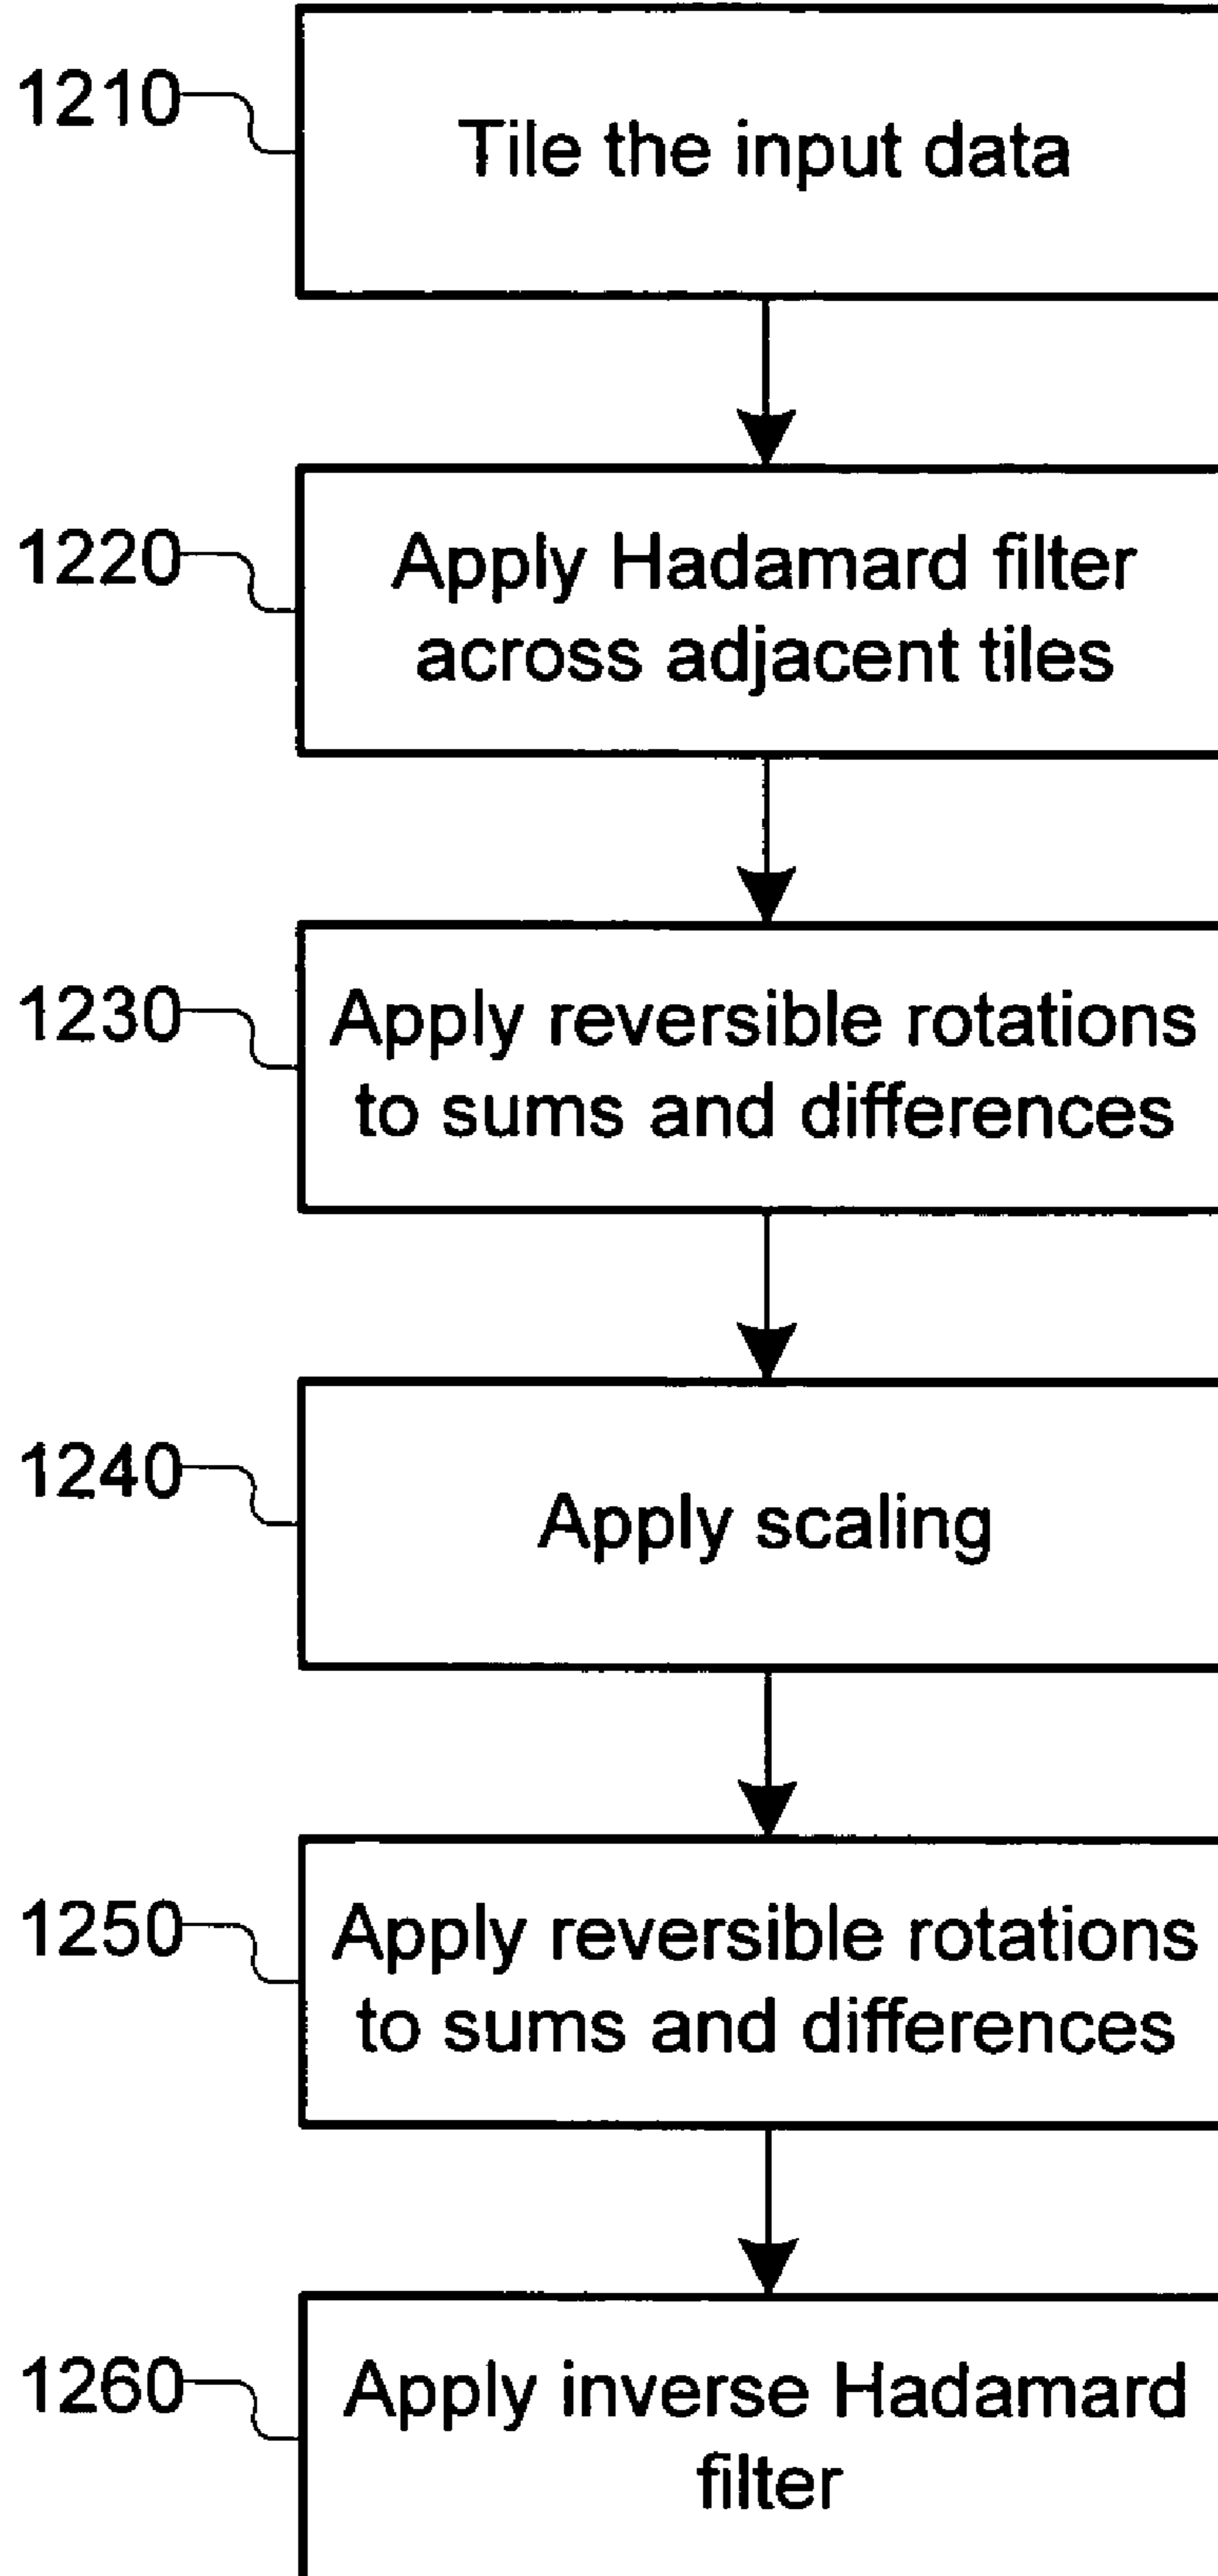 1210
Tile the input data
1220
Apply Hadamard filter
across adjacent tiles
1230
Apply reversible rotations
to sums and differences
1240
Apply scaling
1250
Apply reversible rotations
to sums and differences
1260
Apply inverse Hadamard
filter